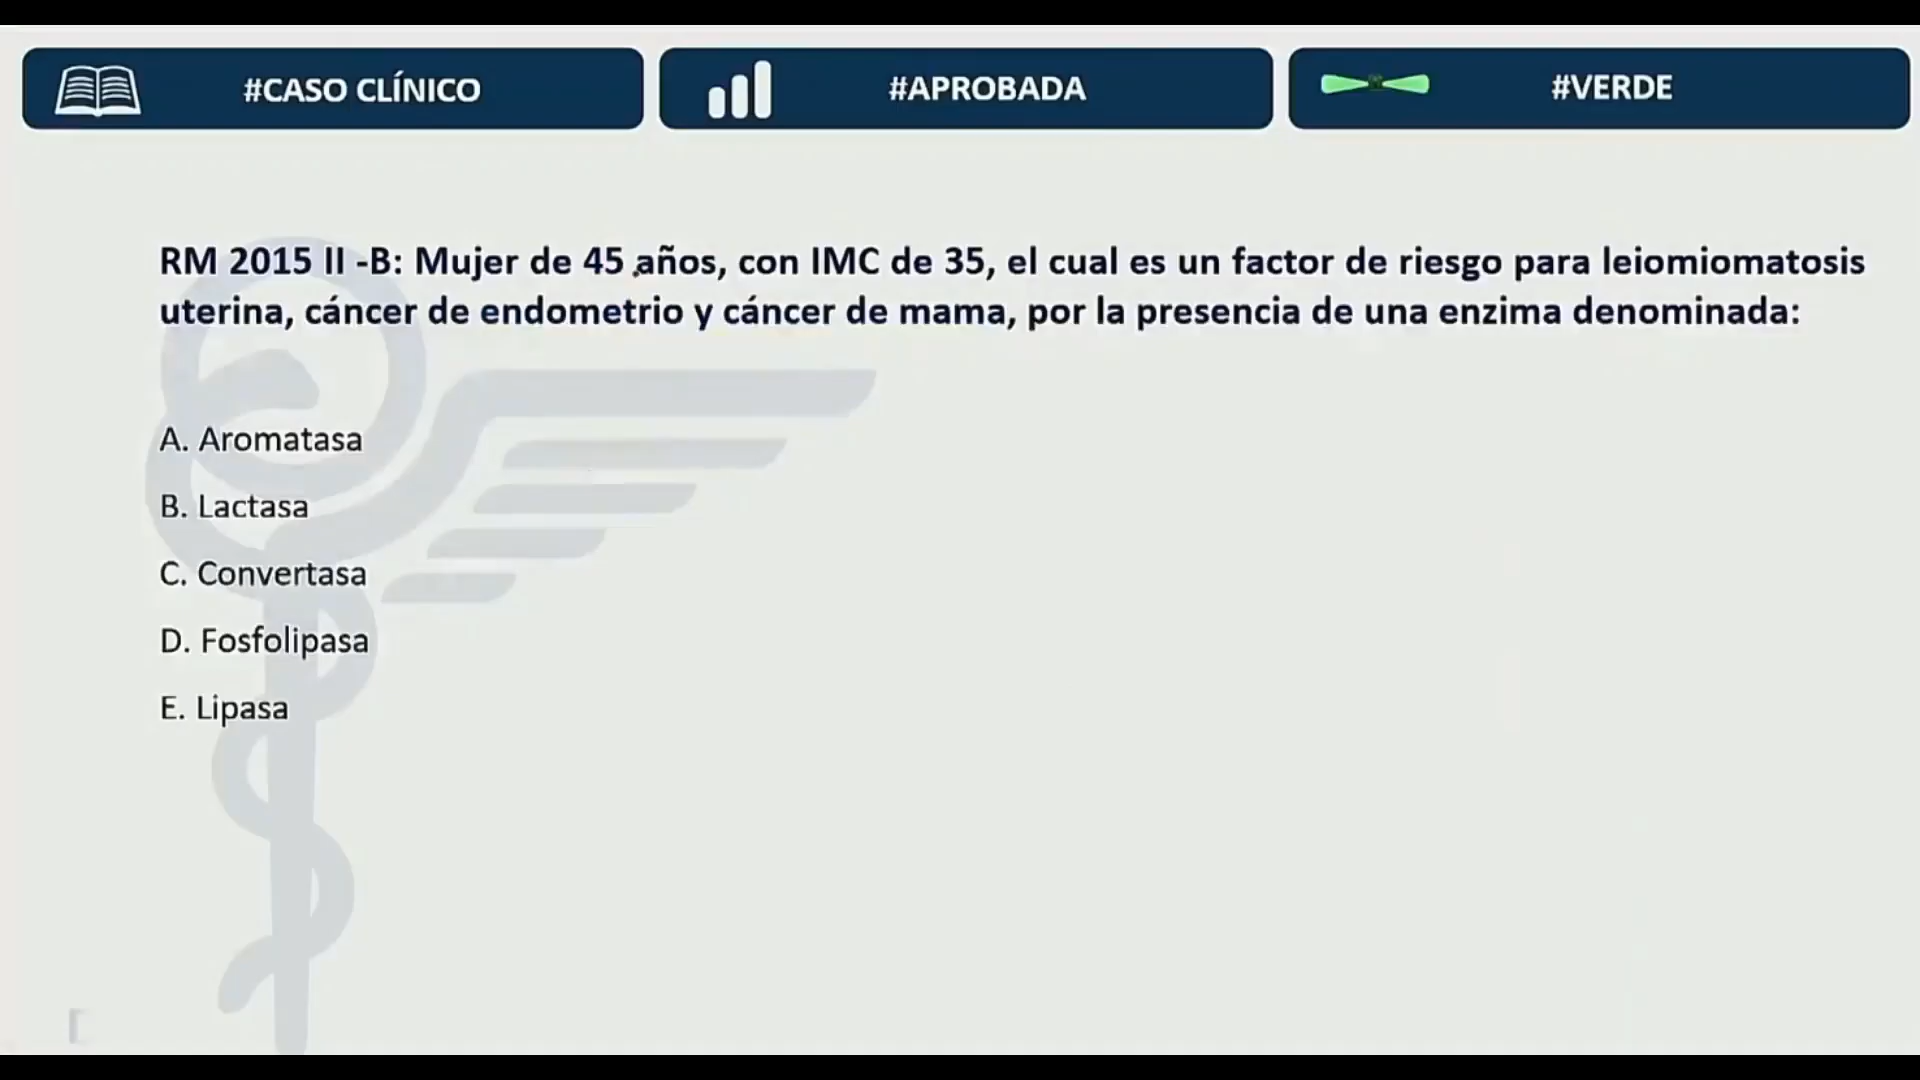 #CASO CLÍNICO
#APROBADA
#VERDE
RM 2015 II -B: Mujer de 45 años, con IMC de 35, el cual es un factor de riesgo para leiomiomatosis
uterina, cáncer de endometrio y cáncer de mama, por la presencia de una enzima denominada:
A. Aromatasa
B. Lactasa
C. Convertasa
D. Fosfolipasa
E. Lipasa